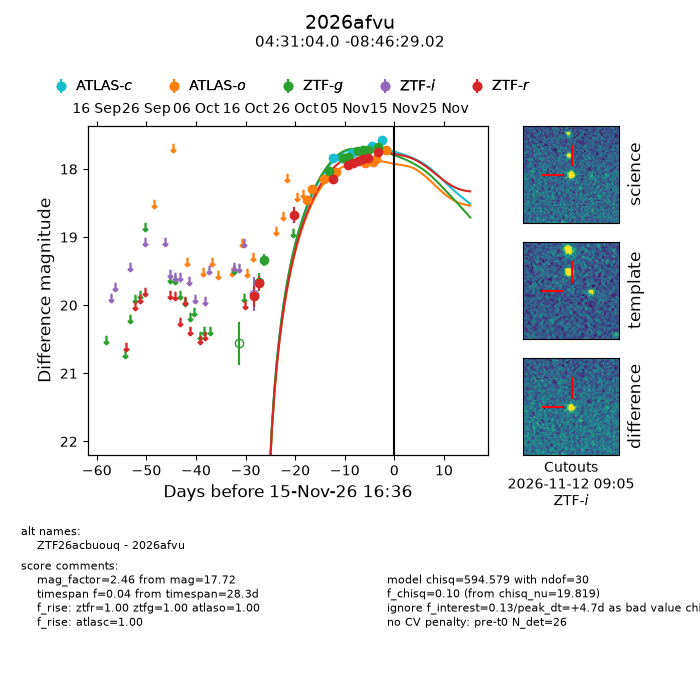 2026afvu
04:31:04.0 -08:46:29.02
ATLAS-c
ATLAS-o
ZTF-g
ZTF-i
ZTF-r
16 Sep 26 Sep 06 Oct 16 Oct 26 Oct 05 Nov 15 Nov 25 Nov
18
19
20
21
22
Difference magnitude
−60 −50 −40 −30 −20 −10 0 10
Days before 15-Nov-26 16:36
science
template
difference
Cutouts
2026-11-12 09:05
ZTF-i
alt names:
ZTF26acbuouq - 2026afvu
score comments:
mag_factor=2.46 from mag=17.72
timespan f=0.04 from timespan=28.3d
f_rise: ztfr=1.00 ztfg=1.00 atlaso=1.00
f_rise: atlasc=1.00
model chisq=594.579 with ndof=30
f_chisq=0.10 (from chisq_nu=19.819)
ignore f_interest=0.13/peak_dt=+4.7d as bad value chi
no CV penalty: pre-t0 N_det=26